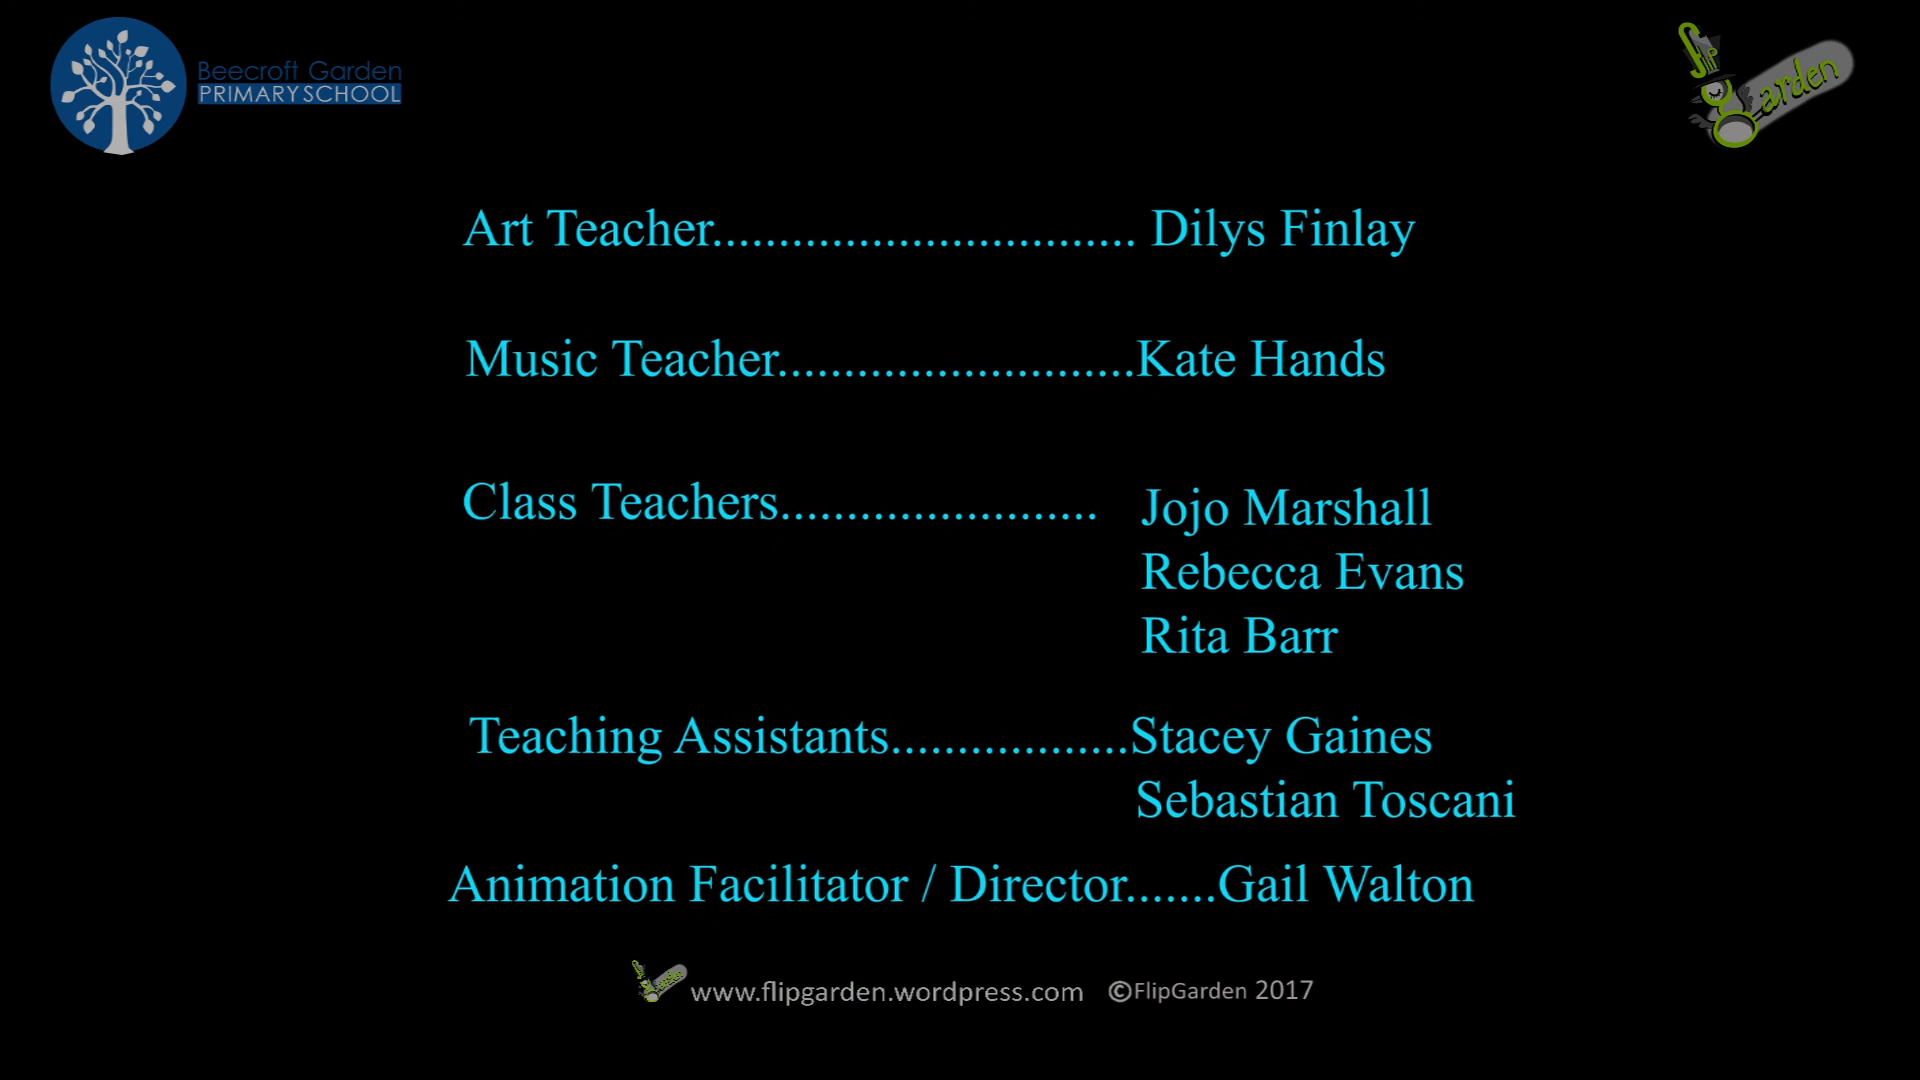 Beecroft Garden
PRIMARY SCHOOL
Flip
Garden
Art Teacher................................ Dilys Finlay
Music Teacher...........................Kate Hands
Class Teachers........................ Jojo Marshall
Rebecca Evans
Rita Barr
Teaching Assistants..................Stacey Gaines
Sebastian Toscani
Animation Facilitator / Director.......Gail Walton
www.flipgarden.wordpress.com ©FlipGarden 2017